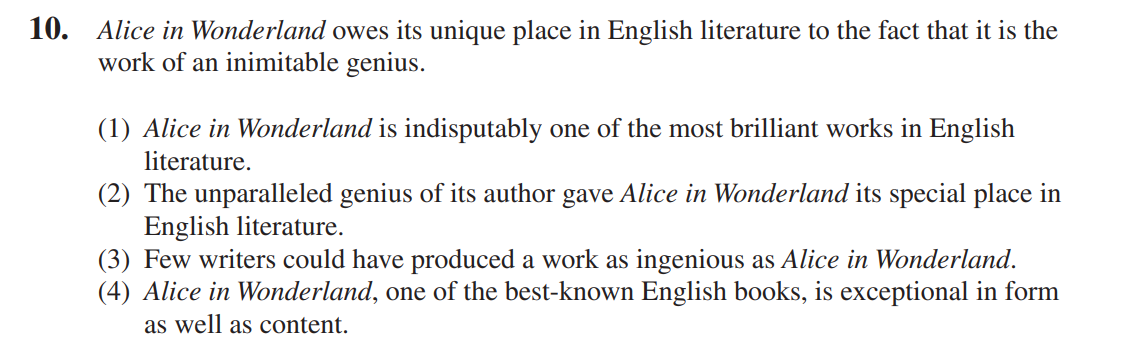 10. Alice in Wonderland owes its unique place in English literature to the fact that it is the
work of an inimitable genius.
(1) Alice in Wonderland is indisputably one of the most brilliant works in English
literature.
(2) The unparalleled genius of its author gave Alice in Wonderland its special place in
English literature.
(3) Few writers could have produced a work as ingenious as Alice in Wonderland.
(4) Alice in Wonderland, one of the best-known English books, is exceptional in form
as well as content.